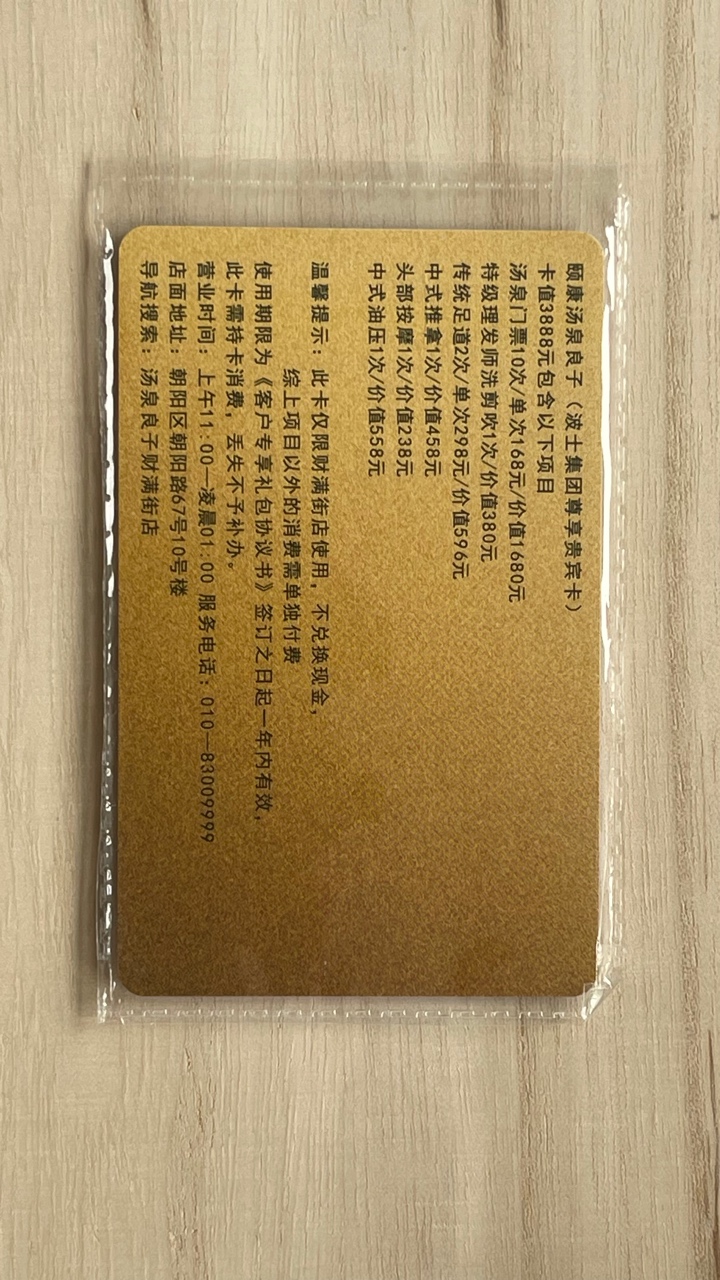 颐康汤泉良子（波士集团尊享贵宾卡）
卡值3888元包含以下项目
汤泉门票10次/单次168元/价值1680元
特级理发师洗剪吹1次/价值380元
传统足道2次/单次298元/价值596元
中式推拿1次/价值458元
头部按摩1次/价值238元
中式油压1次/价值558元
温馨提示：此卡仅限财满街店使用，不兑换现金，
综上项目以外的消费需单独付费
使用期限为《客户专享礼包协议书》签订之日起一年内有效，
此卡需持卡消费，丢失不予补办。
营业时间：上午11:00—凌晨01:00 服务电话：010—83009999
店面地址：朝阳区朝阳路67号10号楼
导航搜索：汤泉良子财满街店